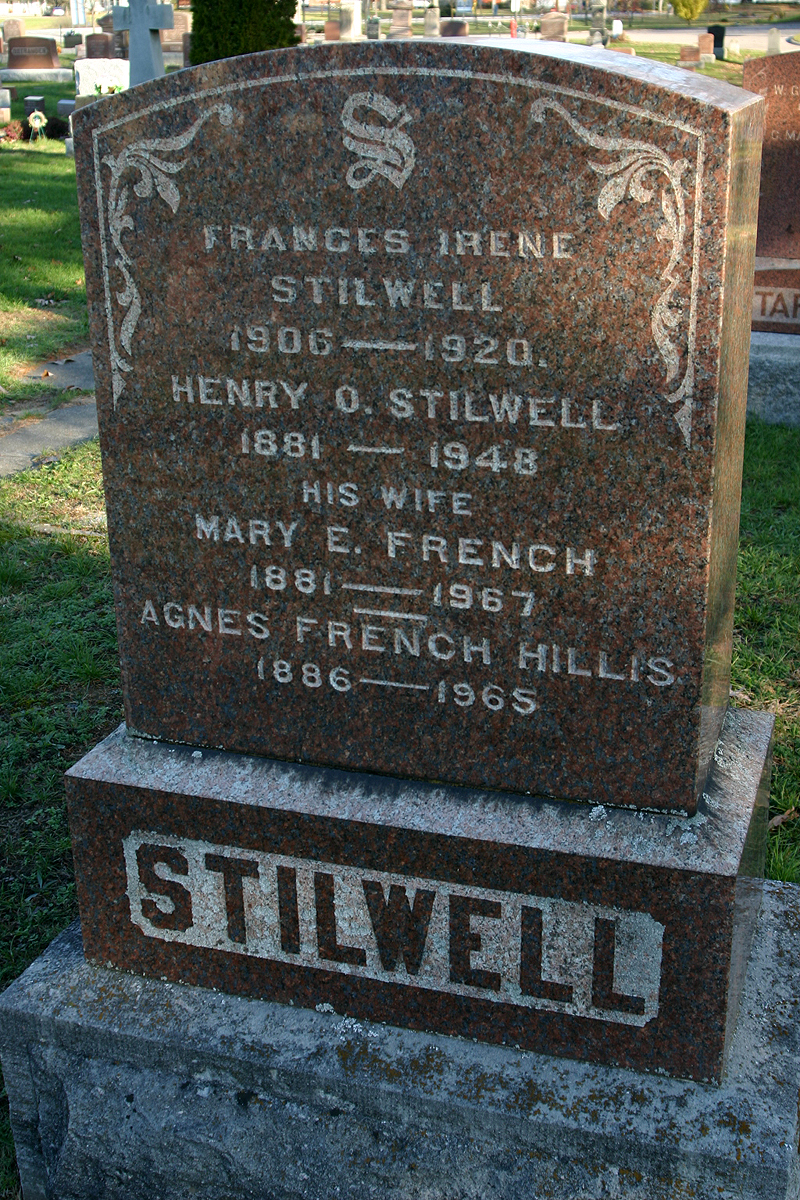 S
FRANCES IRENE
STILWELL
1906 — 1920.
HENRY O. STILWELL
1881 — 1948
HIS WIFE
MARY E. FRENCH
1881 — 1967
AGNES FRENCH HILLIS
1886 — 1965
STILWELL